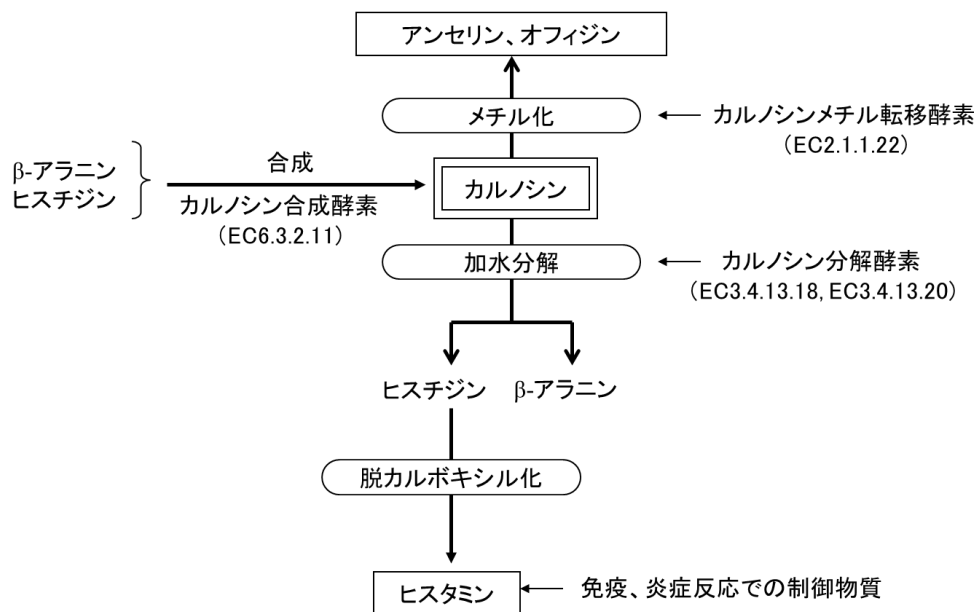 アンセリン、オフィジン
メチル化
カルノシンメチル転移酵素
(EC2.1.1.22)
β-アラニン
ヒスチジン
合成
カルノシン合成酵素
(EC6.3.2.11)
カルノシン
加水分解
カルノシン分解酵素
(EC3.4.13.18, EC3.4.13.20)
ヒスチジン β-アラニン
脱カルボキシル化
ヒスタミン
免疫、炎症反応での制御物質